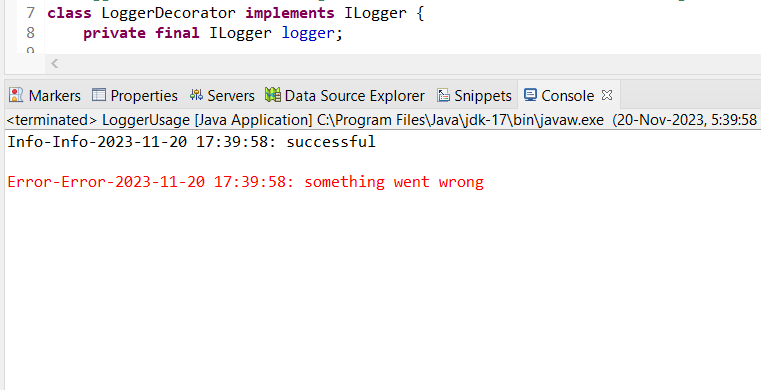 7 class LoggerDecorator implements ILogger {
8 private final ILogger logger;
Markers Properties Servers Data Source Explorer Snippets Console
<terminated> LoggerUsage [Java Application] C:\Program Files\Java\jdk-17\bin\javaw.exe (20-Nov-2023, 5:39:58
Info-Info-2023-11-20 17:39:58: successful
Error-Error-2023-11-20 17:39:58: something went wrong